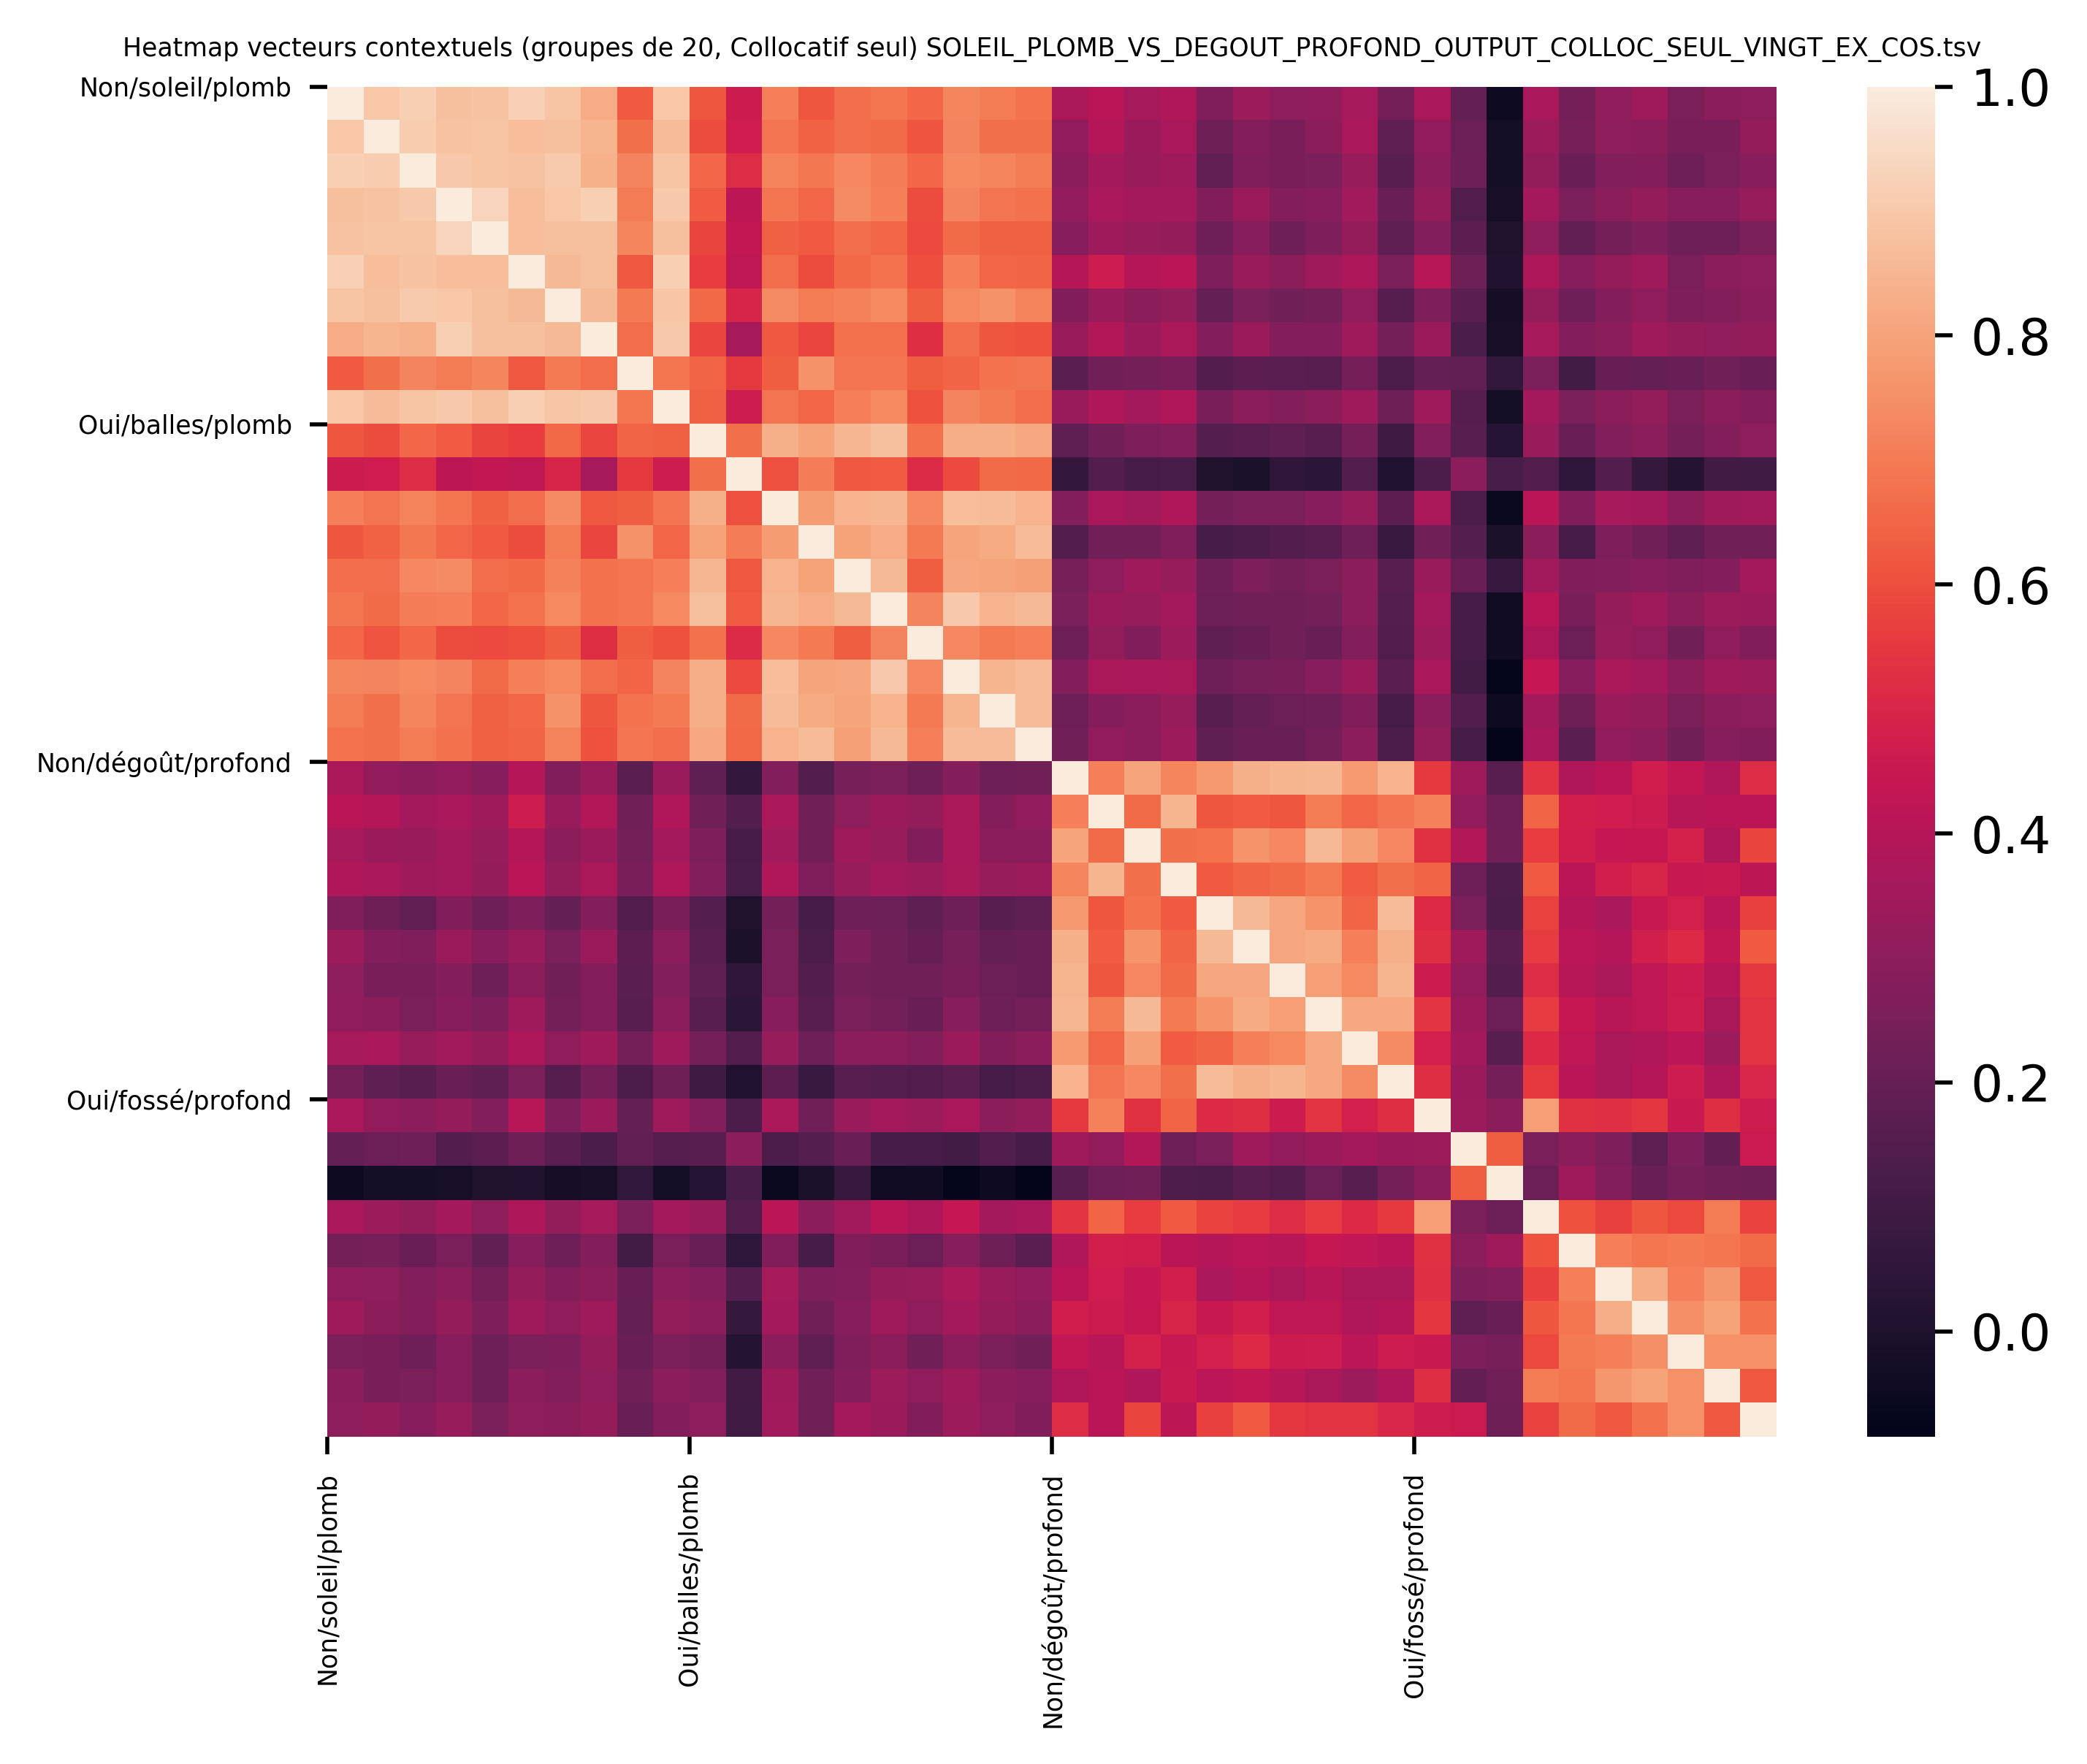 Heatmap vecteurs contextuels (groupes de 20, Collocatif seul) SOLEIL_PLOMB_VS_DEGOUT_PROFOND_OUTPUT_COLLOC_SEUL_VINGT_EX_COS.tsv
Non/soleil/plomb
Oui/balles/plomb
Non/dégoût/profond
Oui/fossé/profond
1.0
0.8
0.6
0.4
0.2
0.0
Non/soleil/plomb
Oui/balles/plomb
Non/dégoût/profond
Oui/fossé/profond